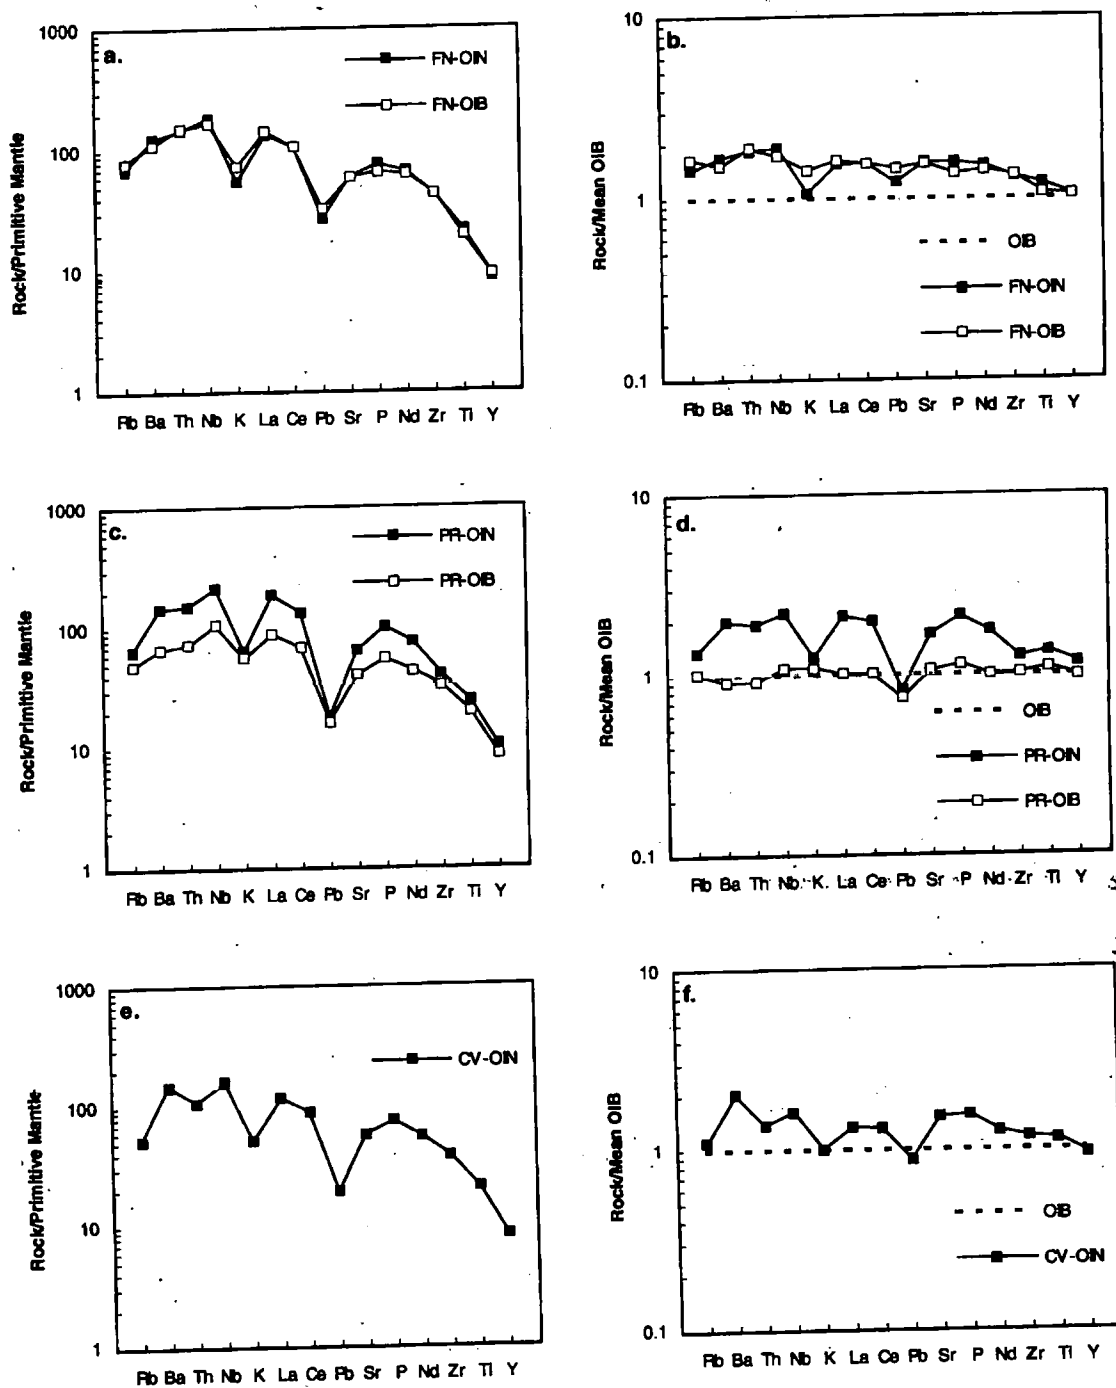 a.
1000
100
10
1
Rock/Primitive Mantle
FN-OIN
FN-OIB
Rb Ba Th Nb K La Ce Pb Sr P Nd Zr Ti Y
b.
10
1
0.1
Rock/Mean OIB
OIB
FN-OIN
FN-OIB
Rb Ba Th Nb K La Ce Pb Sr P Nd Zr Ti Y
c.
1000
100
10
1
Rock/Primitive Mantle
PR-OIN
PR-OIB
Rb Ba Th Nb K La Ce Pb Sr P Nd Zr Ti Y
d.
10
1
0.1
Rock/Mean OIB
OIB
PR-OIN
PR-OIB
Rb Ba Th Nb K La Ce Pb Sr P Nd Zr Ti Y
e.
1000
100
10
1
Rock/Primitive Mantle
CV-OIN
Rb Ba Th Nb K La Ce Pb Sr P Nd Zr Ti Y
f.
10
1
0.1
Rock/Mean OIB
OIB
CV-OIN
Rb Ba Th Nb K La Ce Pb Sr P Nd Zr Ti Y